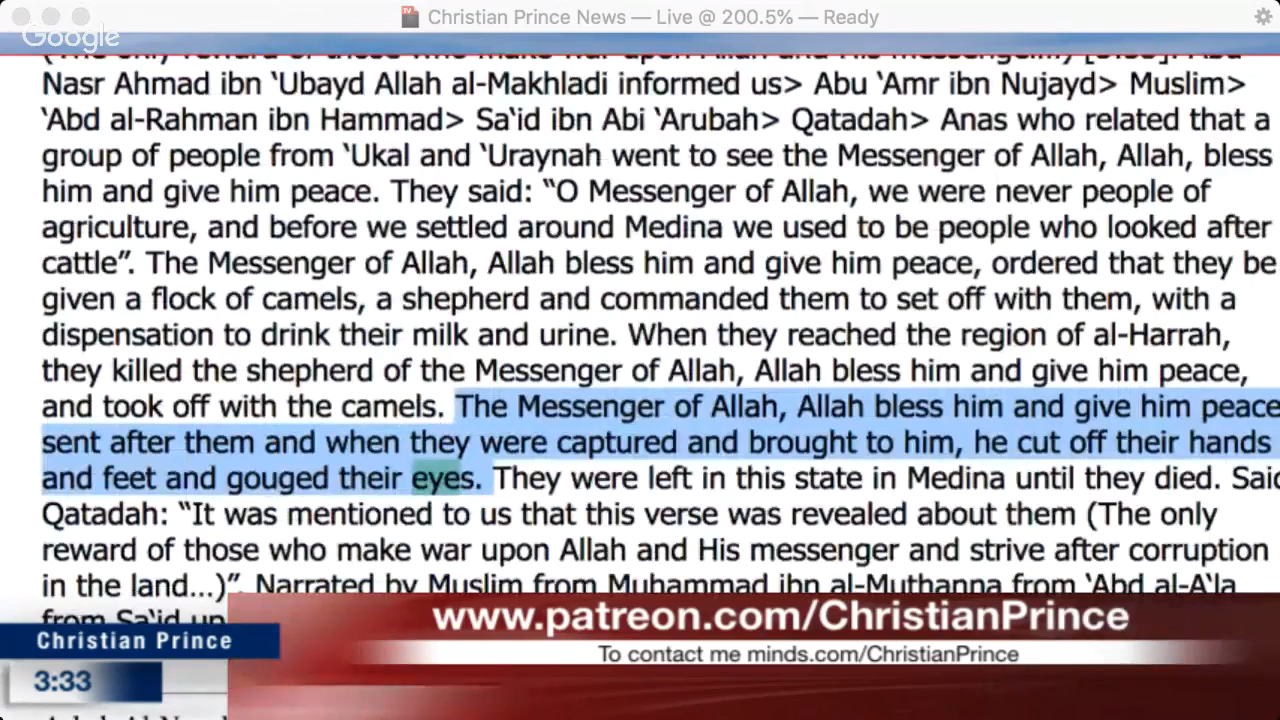 Christian Prince News — Live @ 200.5% — Ready
Google
Nasr Ahmad ibn ‘Ubayd Allah al-Makhladi informed us> Abu ‘Amr ibn Nujayd> Muslim>
‘Abd al-Rahman ibn Hammad> Sa‘id ibn Abi ‘Arubah> Qatadah> Anas who related that a
group of people from ‘Ukal and ‘Uraynah went to see the Messenger of Allah, Allah, bless
him and give him peace. They said: “O Messenger of Allah, we were never people of
agriculture, and before we settled around Medina we used to be people who looked after
cattle”. The Messenger of Allah, Allah bless him and give him peace, ordered that they be
given a flock of camels, a shepherd and commanded them to set off with them, with a
dispensation to drink their milk and urine. When they reached the region of al-Harrah,
they killed the shepherd of the Messenger of Allah, Allah bless him and give him peace,
and took off with the camels. The Messenger of Allah, Allah bless him and give him peace
sent after them and when they were captured and brought to him, he cut off their hands
and feet and gouged their eyes. They were left in this state in Medina until they died. Said
Qatadah: “It was mentioned to us that this verse was revealed about them (The only
reward of those who make war upon Allah and His messenger and strive after corruption
in the land...)”. Narrated by Muslim from Muhammad ibn al-Muthanna from ‘Abd al-A‘la
from Sa‘id up
www.patreon.com/ChristianPrince
Christian Prince
To contact me minds.com/ChristianPrince
3:33